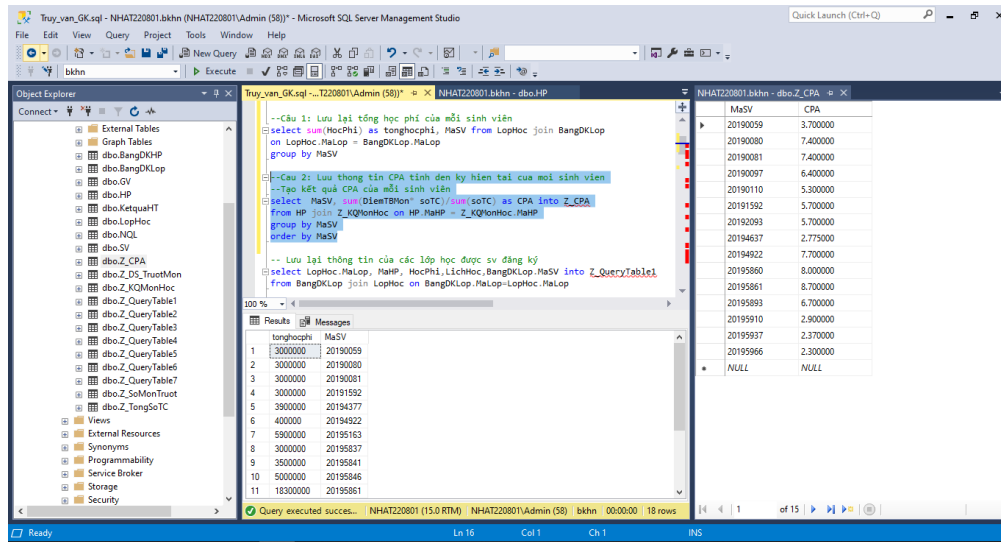 Truy_van_GK.sql - NHAT220801.bkhn (NHAT220801\Admin (58))* - Microsoft SQL Server Management Studio
Quick Launch (Ctrl+Q)
File Edit View Query Project Tools Window Help
New Query
bkhn
Execute
Object Explorer
Connect
External Tables
Graph Tables
dbo.BangDKHP
dbo.BangDKLop
dbo.GV
dbo.HP
dbo.KetquaHT
dbo.LopHoc
dbo.NQL
dbo.SV
dbo.Z_CPA
dbo.Z_DS_TruotMon
dbo.Z_KQMonHoc
dbo.Z_QueryTable1
dbo.Z_QueryTable2
dbo.Z_QueryTable3
dbo.Z_QueryTable4
dbo.Z_QueryTable5
dbo.Z_QueryTable6
dbo.Z_QueryTable7
dbo.Z_SoMonTruot
dbo.Z_TongSoTC
Views
External Resources
Synonyms
Programmability
Service Broker
Storage
Security
Truy_van_GK.sql -...T220801\Admin (58))*
NHAT220801.bkhn - dbo.HP
--Câu 1: Lưu lại tổng học phí của mỗi sinh viên
select sum(HocPhi) as tonghocphi, MaSV from LopHoc join BangDKLop
on LopHoc.MaLop = BangDKLop.MaLop
group by MaSV
--Cau 2: Luu thong tin CPA tinh den ky hien tai cua moi sinh vien
--Tạo kết quả CPA của mỗi sinh viên
select MaSV, sum(DiemTBMon* soTC)/sum(soTC) as CPA into Z_CPA
from HP join Z_KQMonHoc on HP.MaHP = Z_KQMonHoc.MaHP
group by MaSV
order by MaSV
-- Lưu lại thông tin của các lớp học được sv đăng ký
select LopHoc.MaLop, MaHP, HocPhi,LichHoc,BangDKLop.MaSV into Z_QueryTable1
from BangDKLop join LopHoc on BangDKLop.MaLop=LopHoc.MaLop
100 %
Results Messages
tonghocphi MaSV
1 3000000 20190059
2 3000000 20190080
3 3000000 20190081
4 3000000 20191592
5 3900000 20194377
6 400000 20194922
7 5900000 20195163
8 3000000 20195837
9 3500000 20195841
10 5000000 20195846
11 18300000 20195861
Query executed succes... NHAT220801 (15.0 RTM) NHAT220801\Admin (58) bkhn 00:00:00 18 rows
NHAT220801.bkhn - dbo.Z_CPA
MaSV CPA
20190059 3.700000
20190080 7.400000
20190081 7.400000
20190097 6.400000
20190110 5.300000
20191592 5.700000
20192093 5.700000
20194637 2.775000
20194922 7.700000
20195860 8.000000
20195861 8.700000
20195893 6.700000
20195910 2.900000
20195937 2.370000
20195966 2.300000
NULL NULL
1 of 15
Ready Ln 16 Col 1 Ch 1 INS